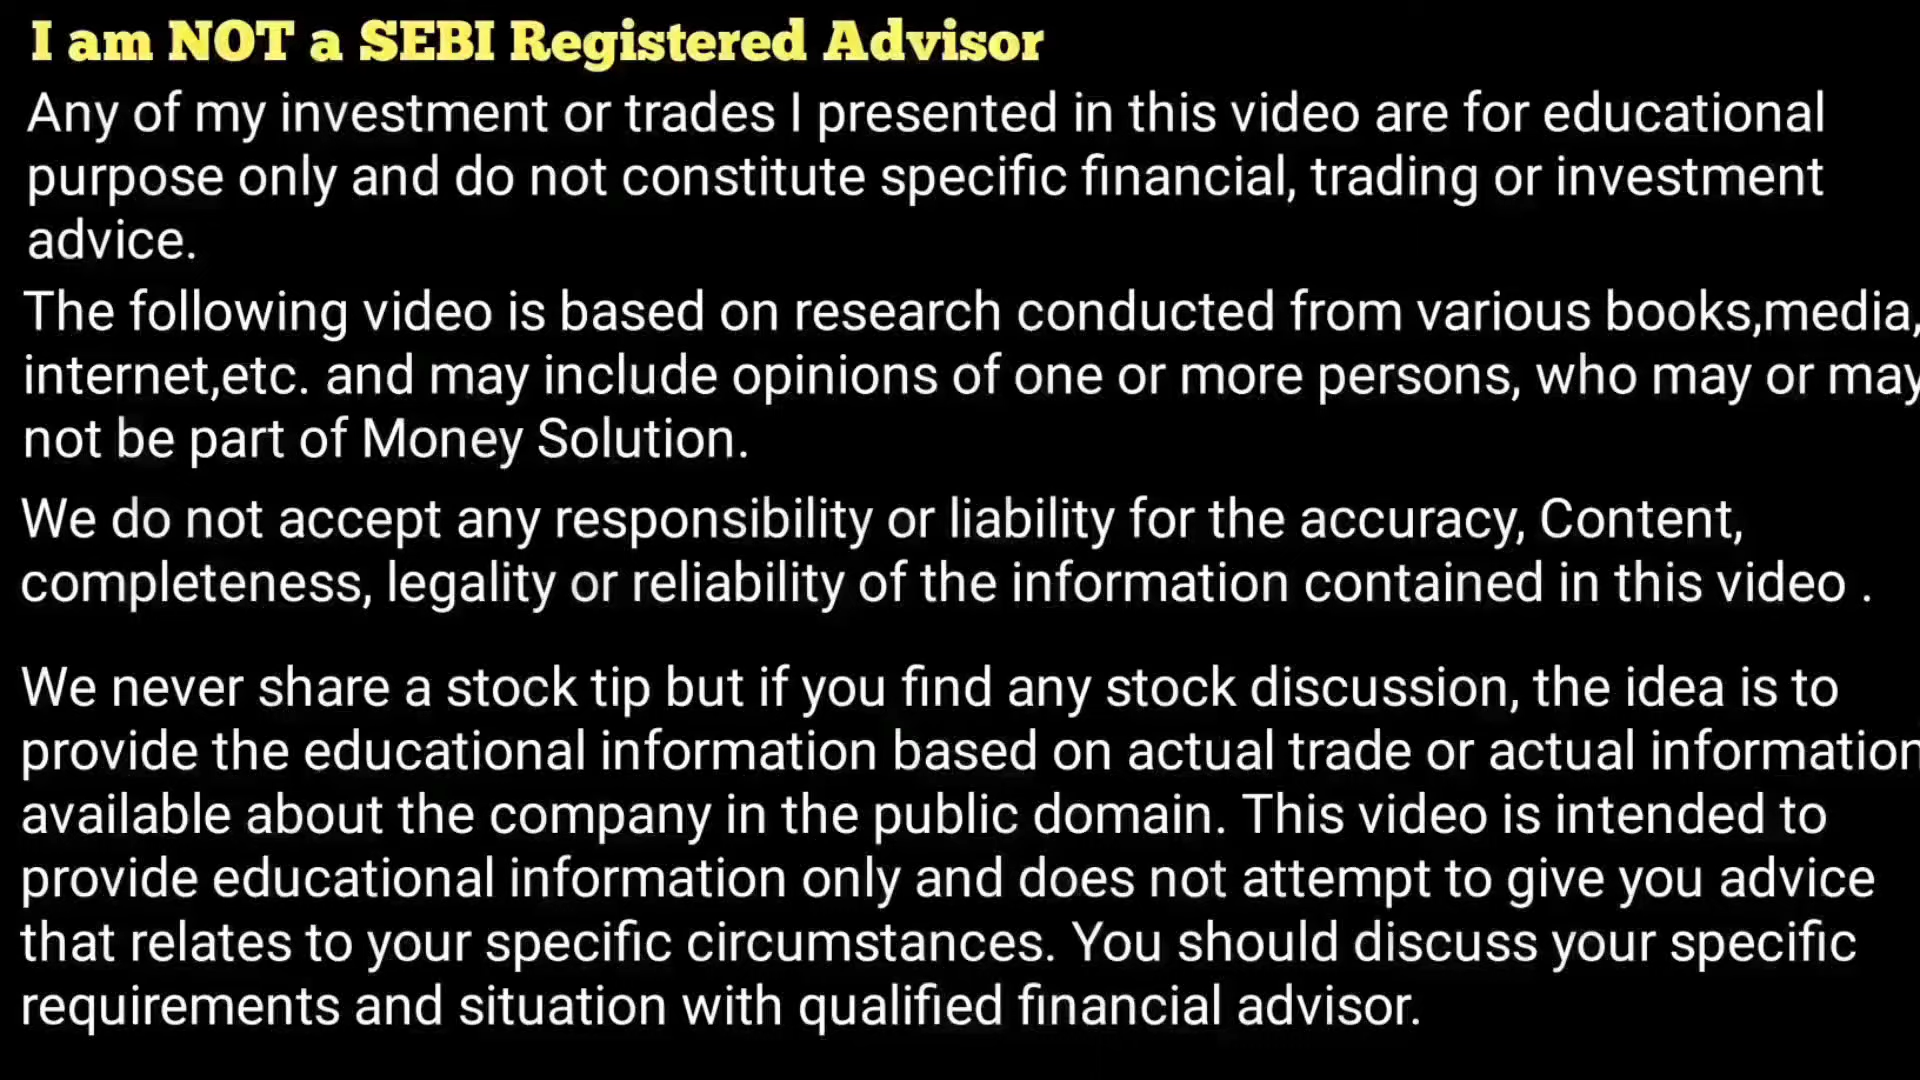 I am NOT a SEBI Registered Advisor
Any of my investment or trades I presented in this video are for educational
purpose only and do not constitute specific financial, trading or investment
advice.
The following video is based on research conducted from various books,media,
internet,etc. and may include opinions of one or more persons, who may or may
not be part of Money Solution.
We do not accept any responsibility or liability for the accuracy, Content,
completeness, legality or reliability of the information contained in this video .
We never share a stock tip but if you find any stock discussion, the idea is to
provide the educational information based on actual trade or actual information
available about the company in the public domain. This video is intended to
provide educational information only and does not attempt to give you advice
that relates to your specific circumstances. You should discuss your specific
requirements and situation with qualified financial advisor.